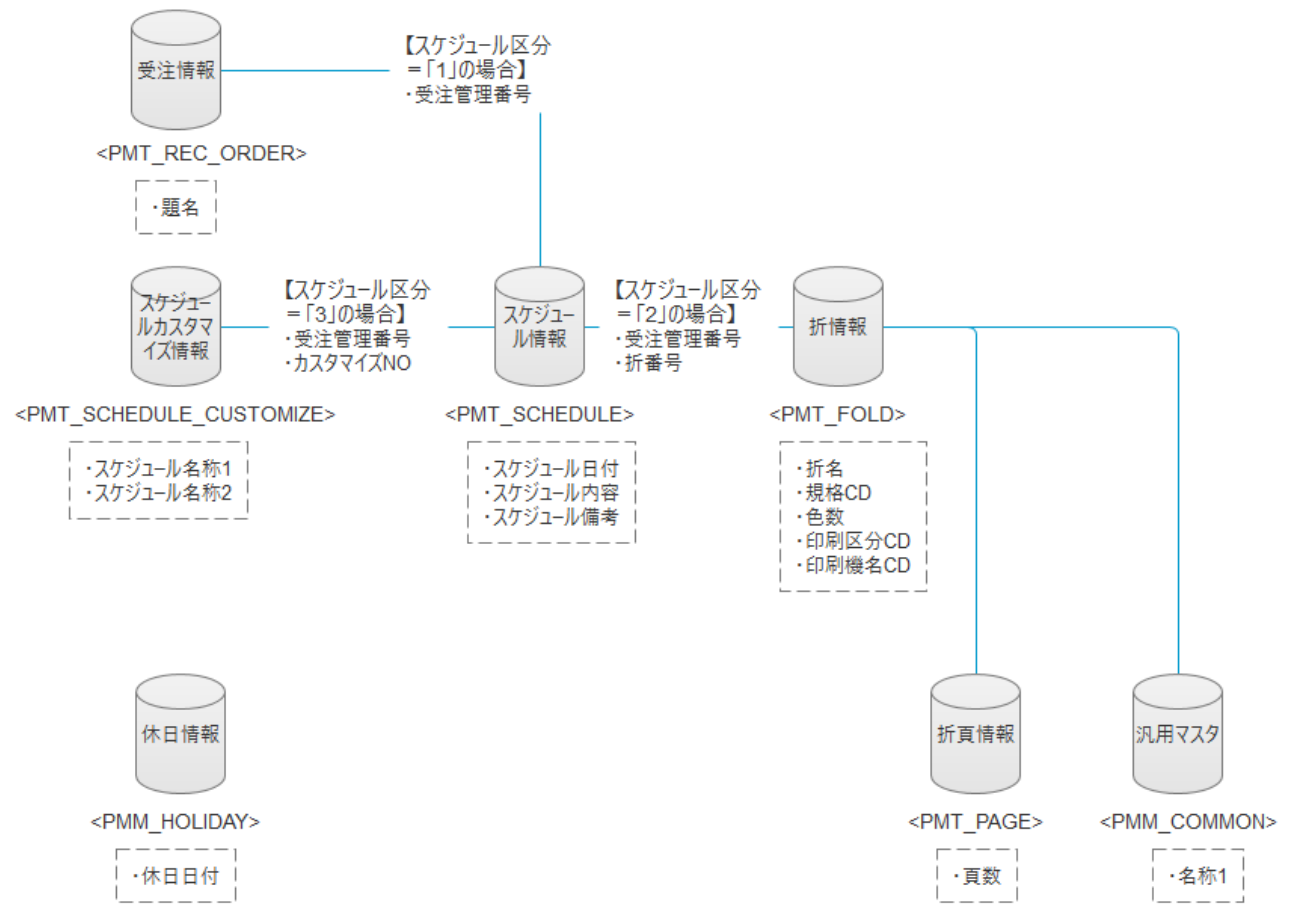 受注情報
<PMT_REC_ORDER>
・題名
【スケジュール区分
=「1」の場合】
・受注管理番号
スケジュー
ルカスタマ
イズ情報
<PMT_SCHEDULE_CUSTOMIZE>
・スケジュール名称1
・スケジュール名称2
【スケジュール区分
=「3」の場合】
・受注管理番号
・カスタマイズNO
スケジュー
ル情報
<PMT_SCHEDULE>
・スケジュール日付
・スケジュール内容
・スケジュール備考
【スケジュール区分
=「2」の場合】
・受注管理番号
・折番号
折情報
<PMT_FOLD>
・折名
・規格CD
・色数
・印刷区分CD
・印刷機名CD
休日情報
<PMM_HOLIDAY>
・休日日付
折頁情報
<PMT_PAGE>
・頁数
汎用マスタ
<PMM_COMMON>
・名称1